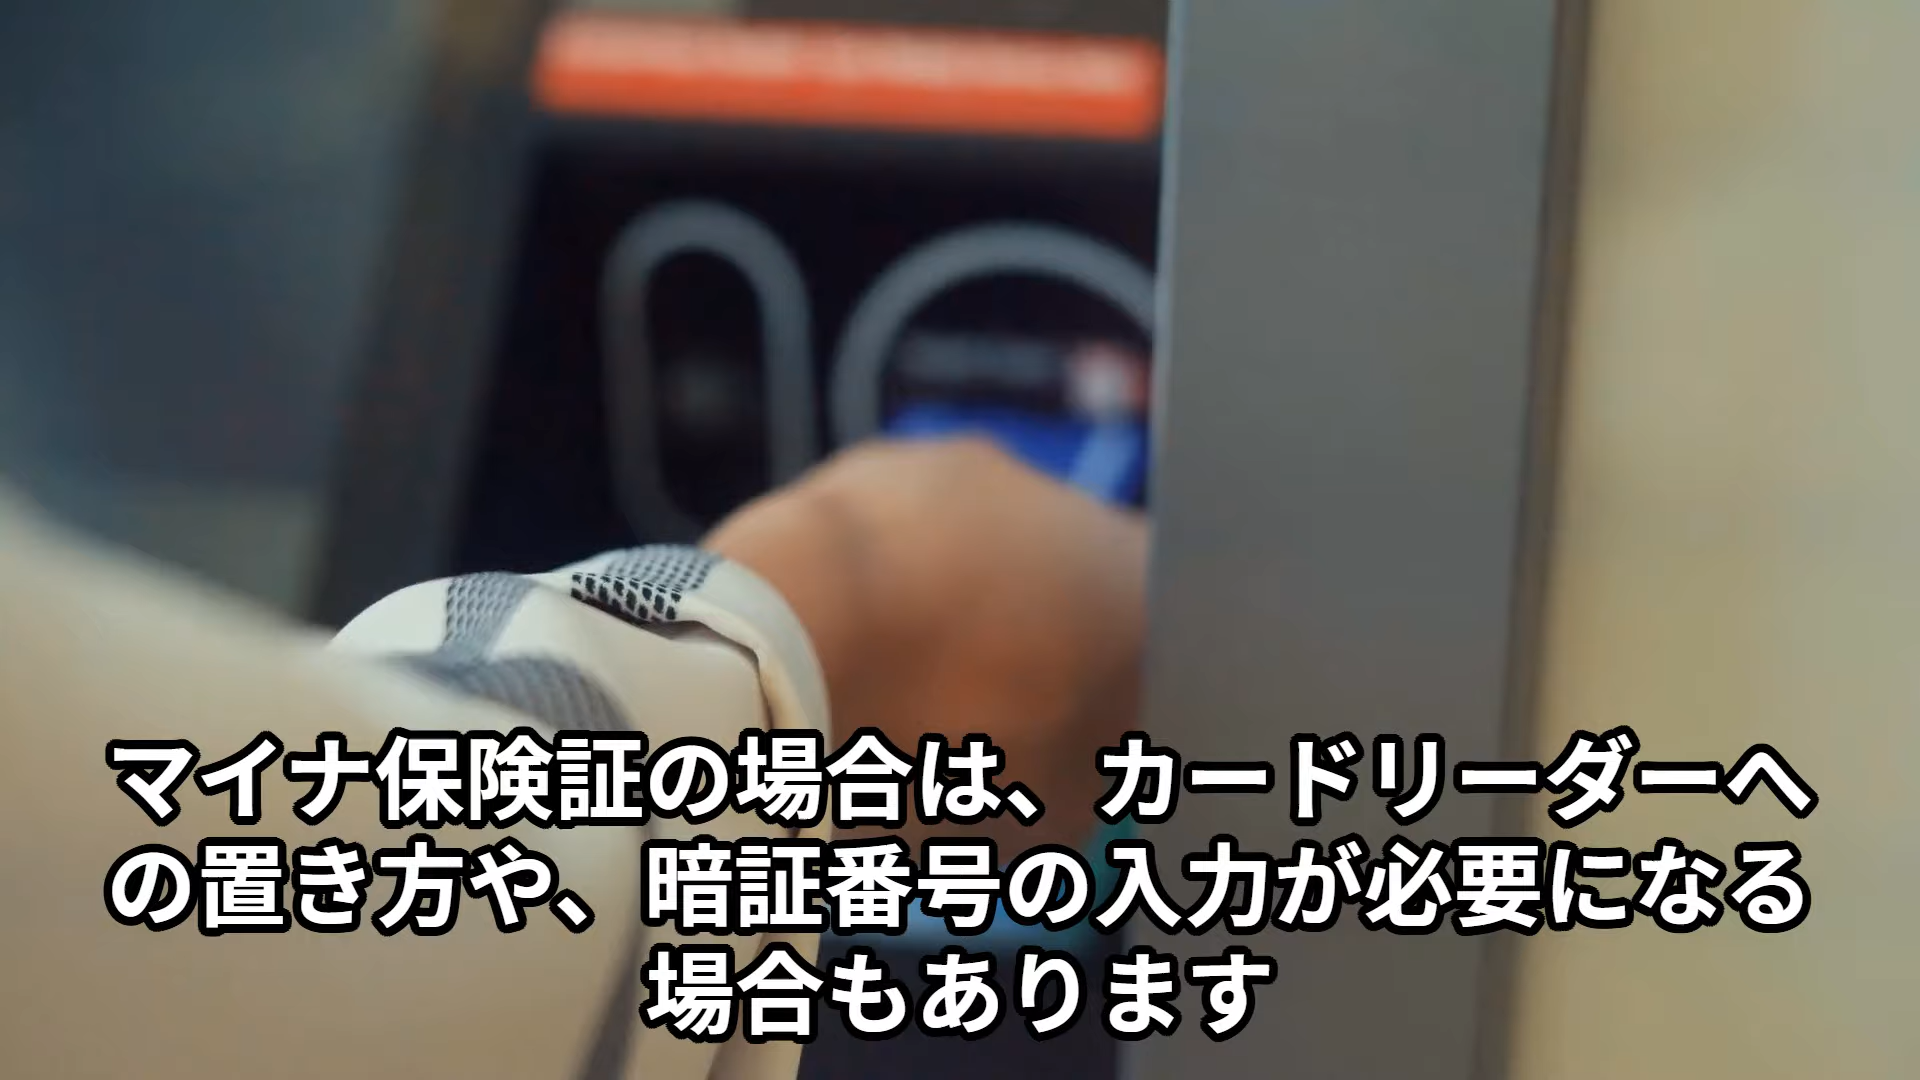 マイナ保険証の場合は、カードリーダーへ
の置き方や、暗証番号の入力が必要になる
場合もあります